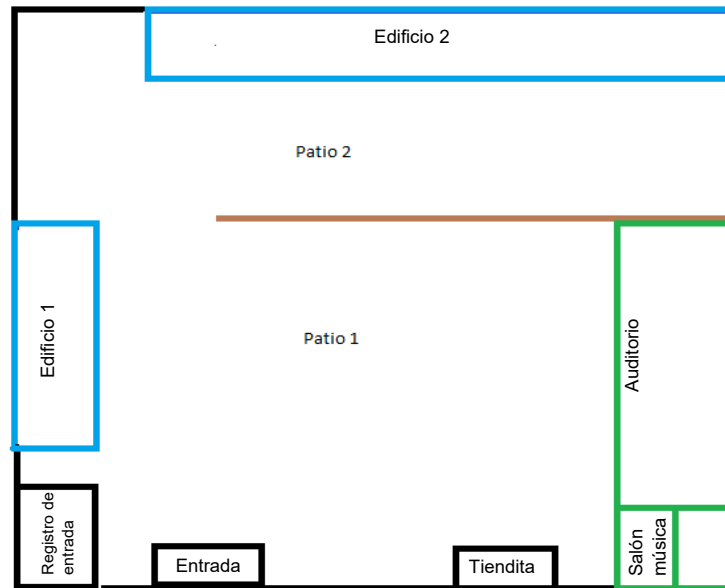 Edificio 2
Patio 2
Edificio 1
Patio 1
Auditorio
Registro de
entrada
Entrada
Tiendita
Salón
música